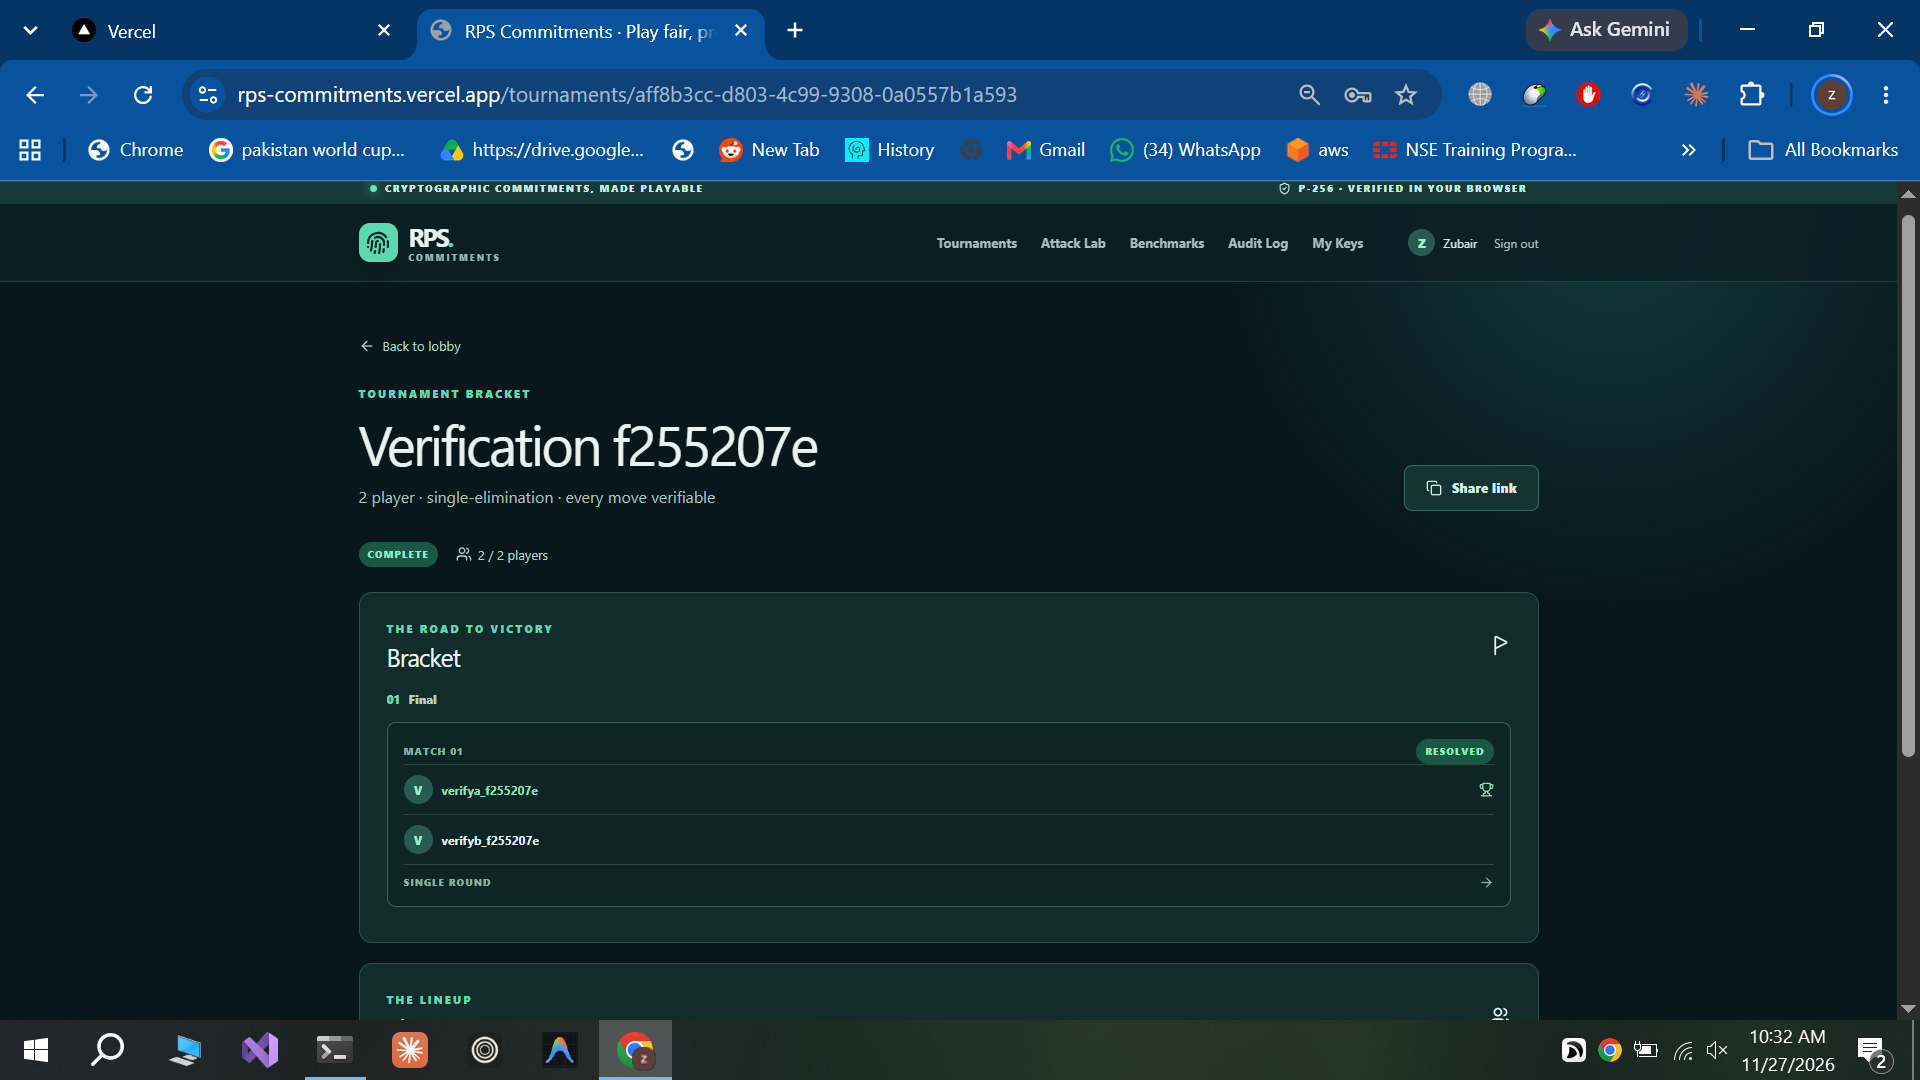 Vercel
RPS Commitments · Play fair, pr
Ask Gemini
rps-commitments.vercel.app/tournaments/aff8b3cc-d803-4c99-9308-0a0557b1a593
z
Chrome
pakistan world cup...
https://drive.google...
New Tab
History
Gmail
(34) WhatsApp
aws
NSE Training Progra...
All Bookmarks
CRYPTOGRAPHIC COMMITMENTS, MADE PLAYABLE
P-256 · VERIFIED IN YOUR BROWSER
RPS.
COMMITMENTS
Tournaments
Attack Lab
Benchmarks
Audit Log
My Keys
Z
Zubair
Sign out
Back to lobby
TOURNAMENT BRACKET
Verification f255207e
2 player · single-elimination · every move verifiable
Share link
COMPLETE
2 / 2 players
THE ROAD TO VICTORY
Bracket
01 Final
MATCH 01
RESOLVED
V
verifya_f255207e
V
verifyb_f255207e
SINGLE ROUND
THE LINEUP
10:32 AM
11/27/2026
2